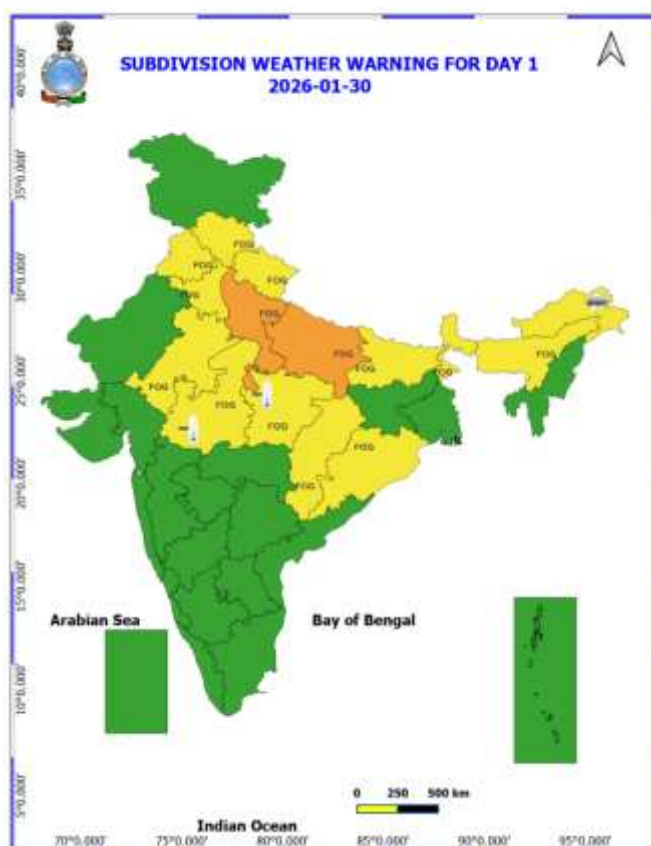 SUBDIVISION WEATHER WARNING FOR DAY 1
2026-01-30
40°0.000'
35°0.000'
30°0.000'
25°0.000'
20°0.000'
15°0.000'
10°0.000'
5°0.000'
FOG
FOG
FOG
FOG
FOG
FOG
FOG
FOG
FOG
FOG
FOG
FOG
FOG
FOG
Arabian Sea
Bay of Bengal
0 250 500 km
Indian Ocean
70°0.000' 75°0.000' 80°0.000' 85°0.000' 90°0.000' 95°0.000'